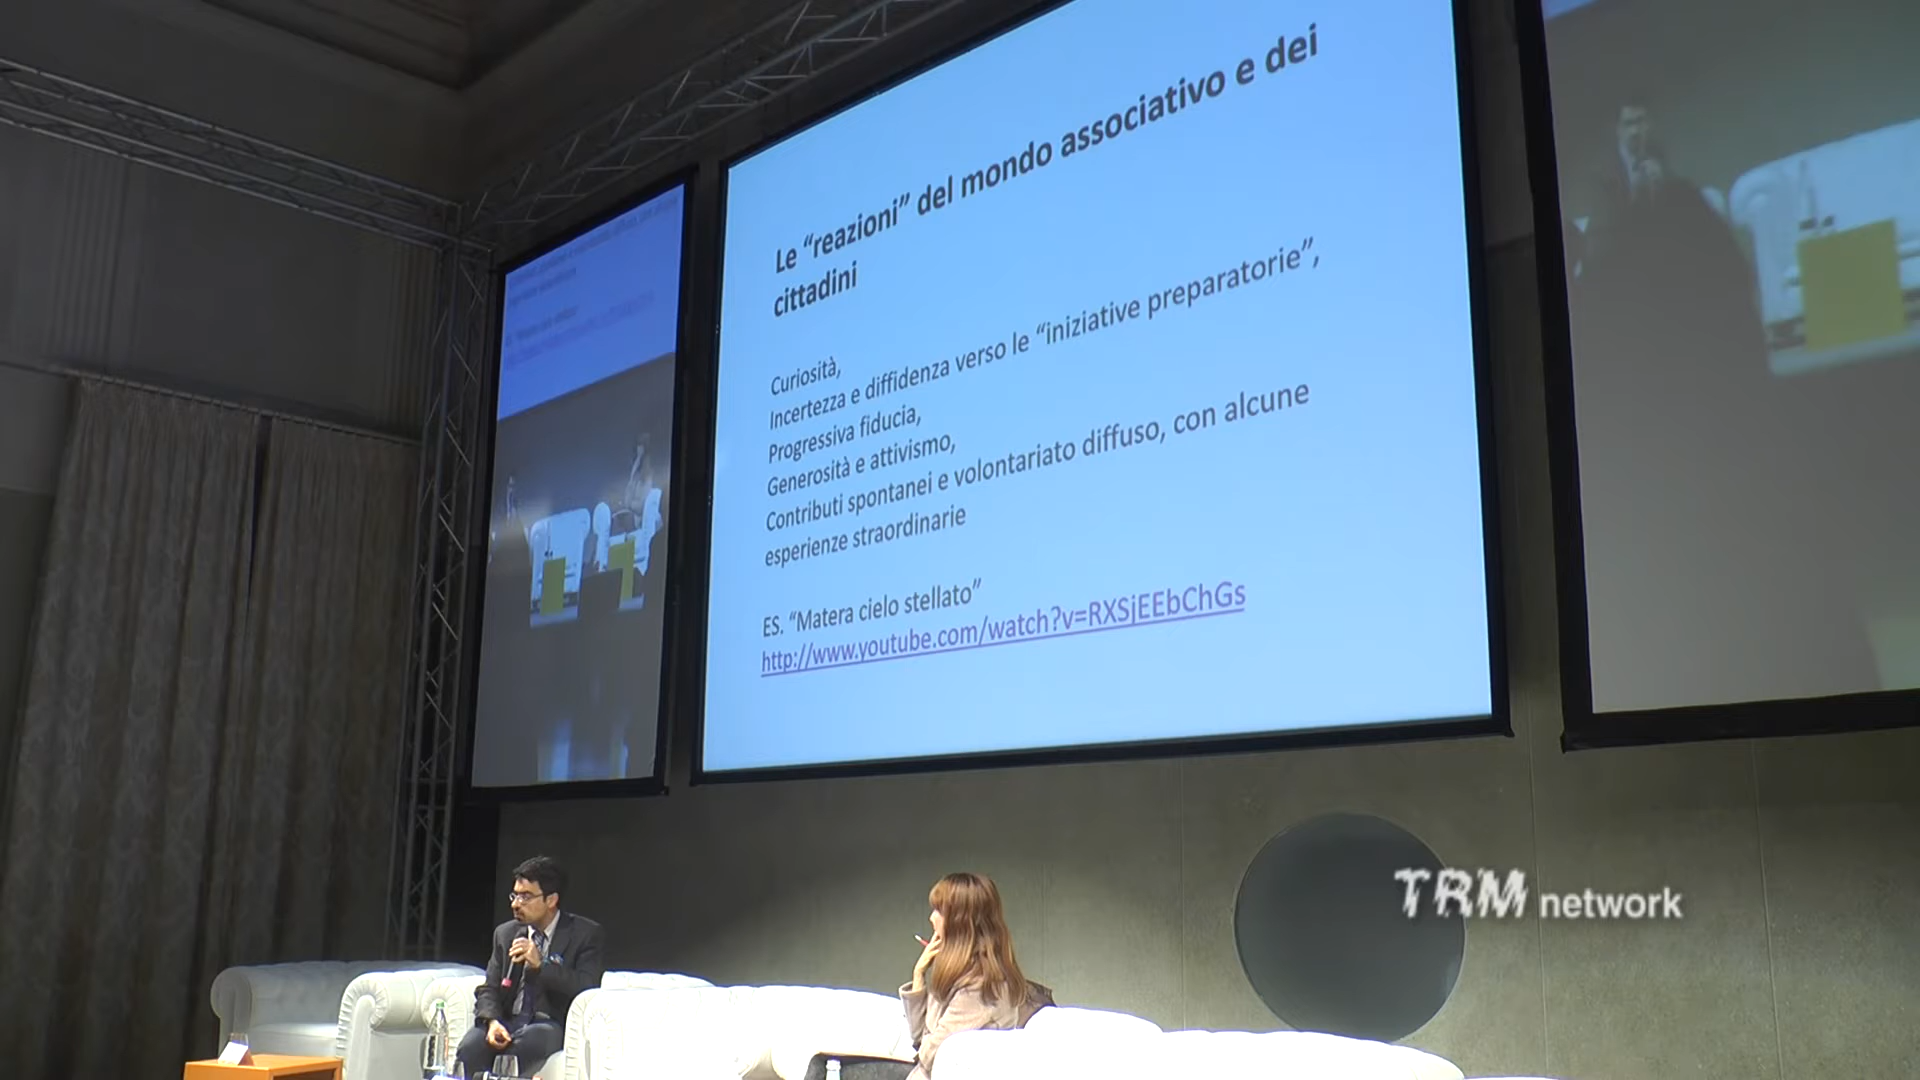 Le “reazioni” del mondo associativo e dei
cittadini
Curiosità,
Incertezza e diffidenza verso le “iniziative preparatorie”,
Progressiva fiducia,
Generosità e attivismo,
Contributi spontanei e volontariato diffuso, con alcune
esperienze straordinarie
ES. “Matera cielo stellato”
http://www.youtube.com/watch?v=RXSjEEbChGs
TRM network